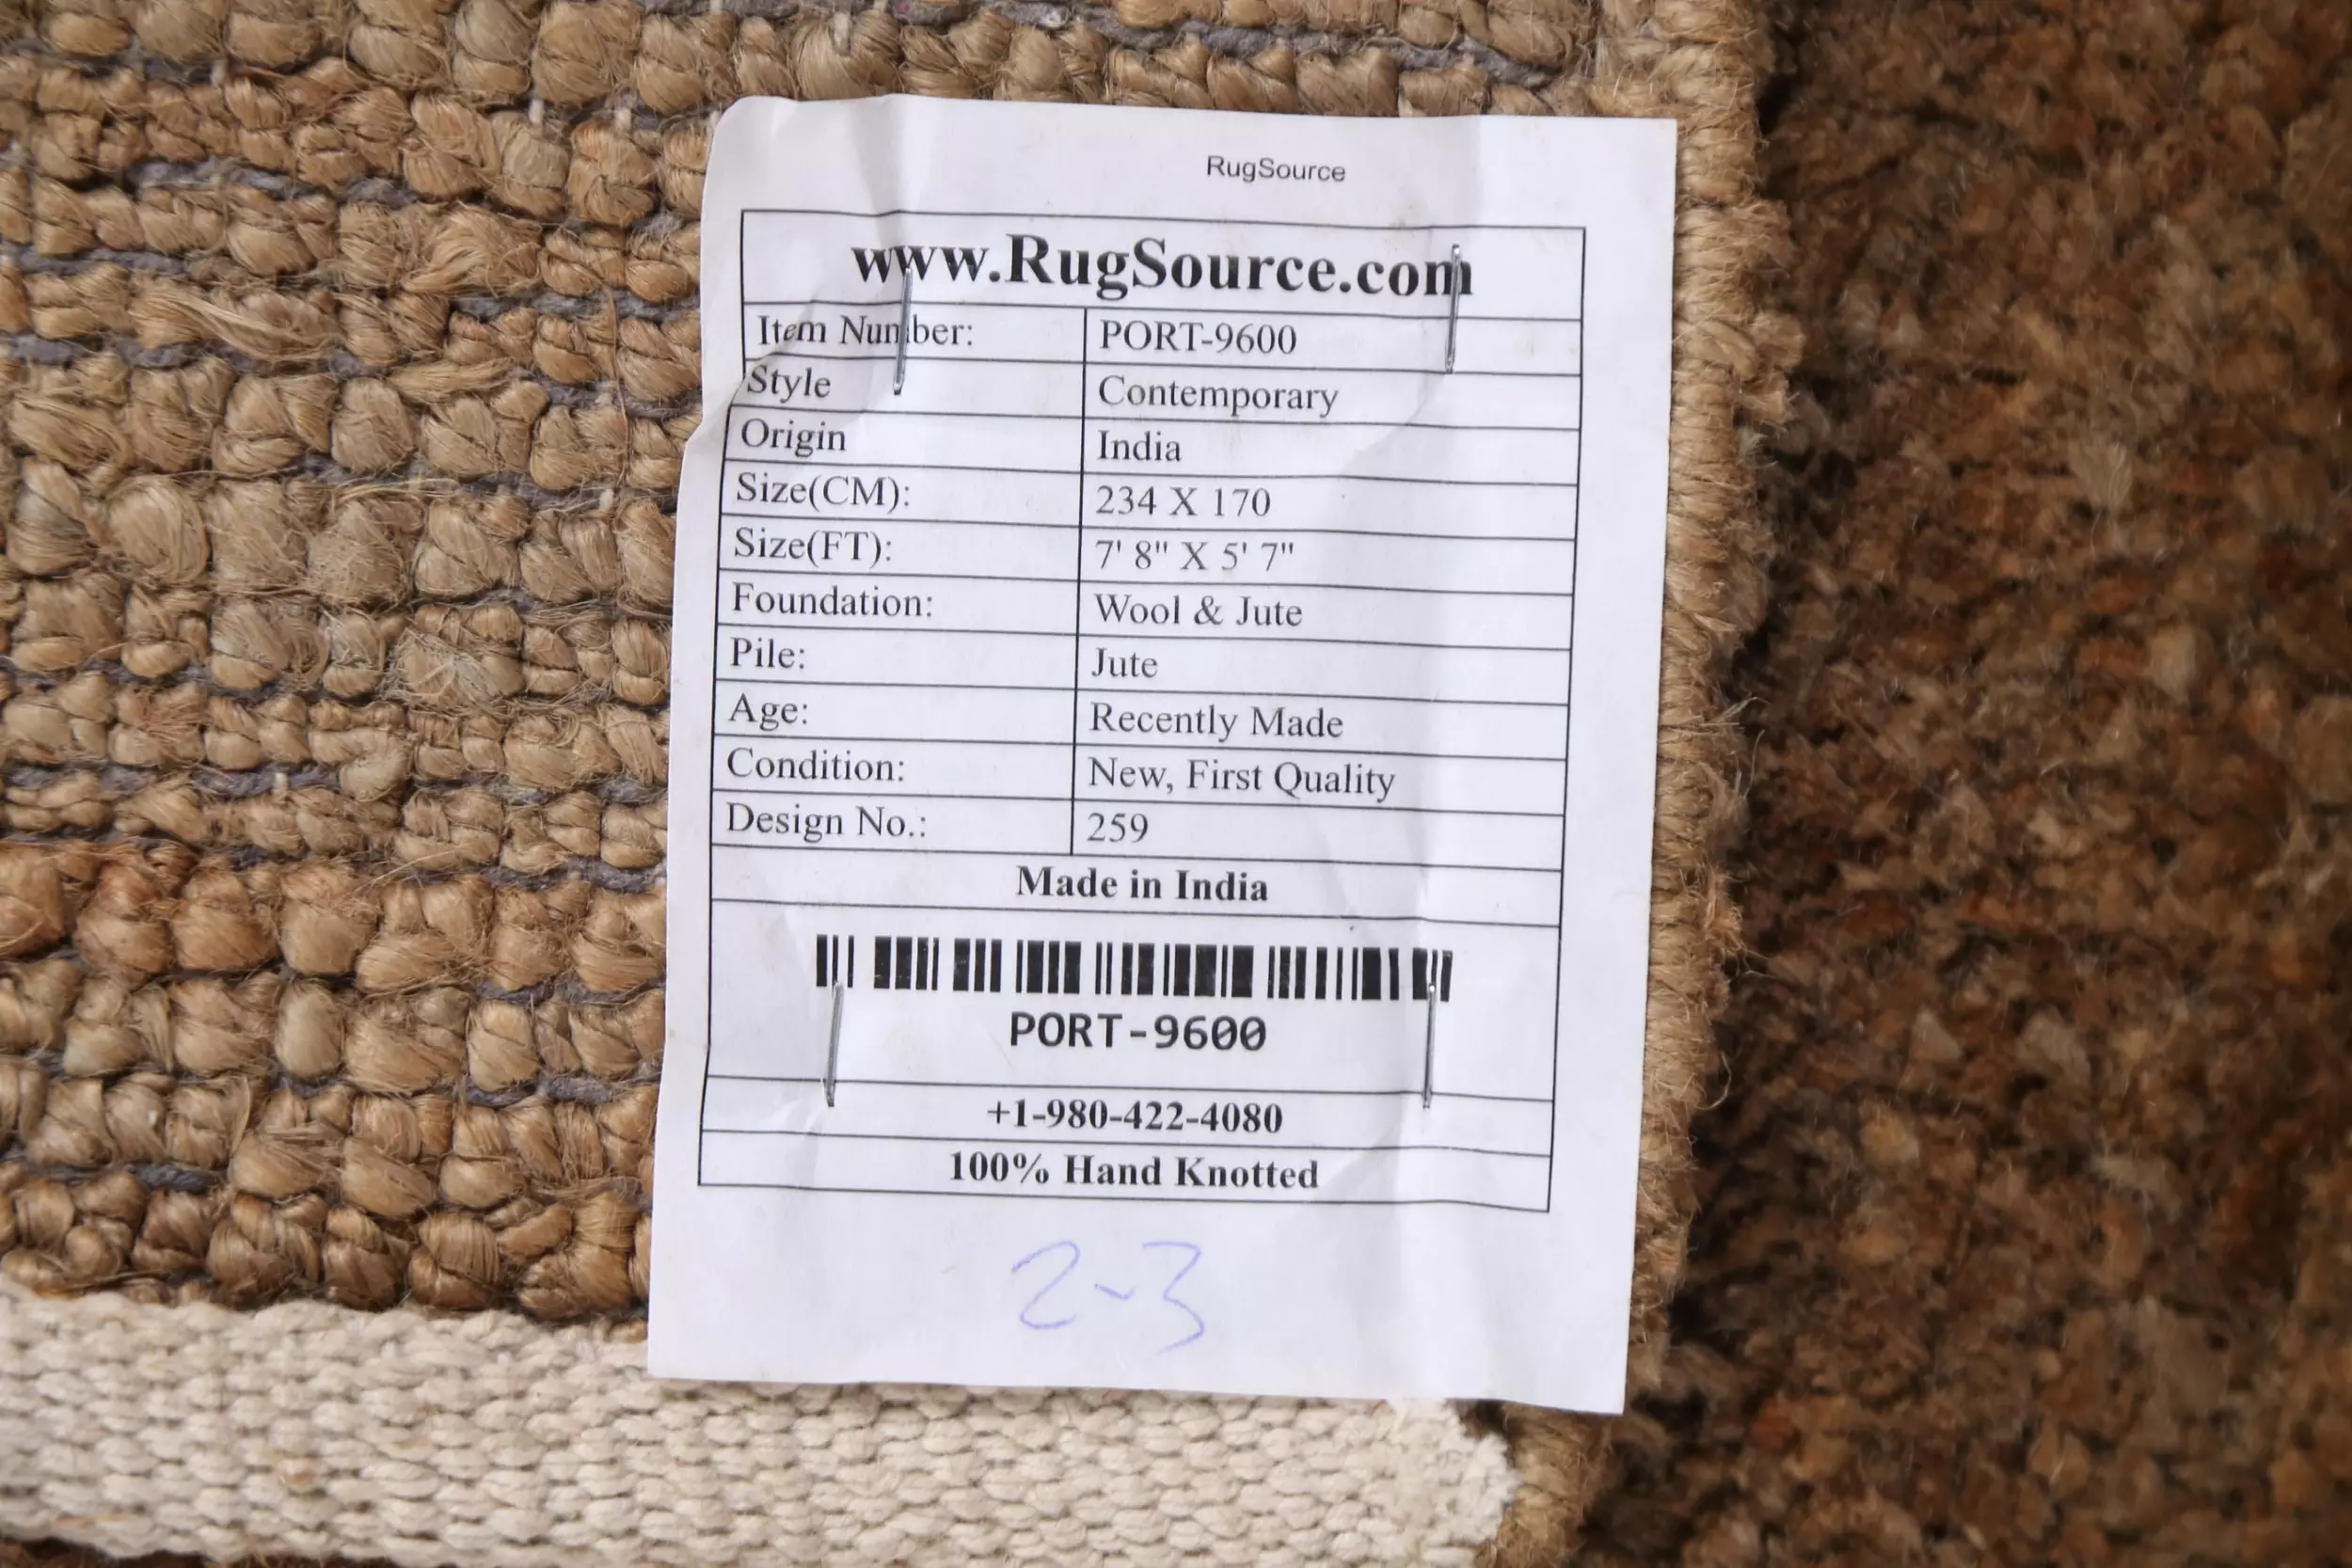 RugSource
www.RugSource.com
Item Number: PORT-9600
Style Contemporary
Origin India
Size(CM): 234 X 170
Size(FT): 7' 8" X 5' 7"
Foundation: Wool & Jute
Pile: Jute
Age: Recently Made
Condition: New, First Quality
Design No.: 259
Made in India
PORT-9600
+1-980-422-4080
100% Hand Knotted
2-3